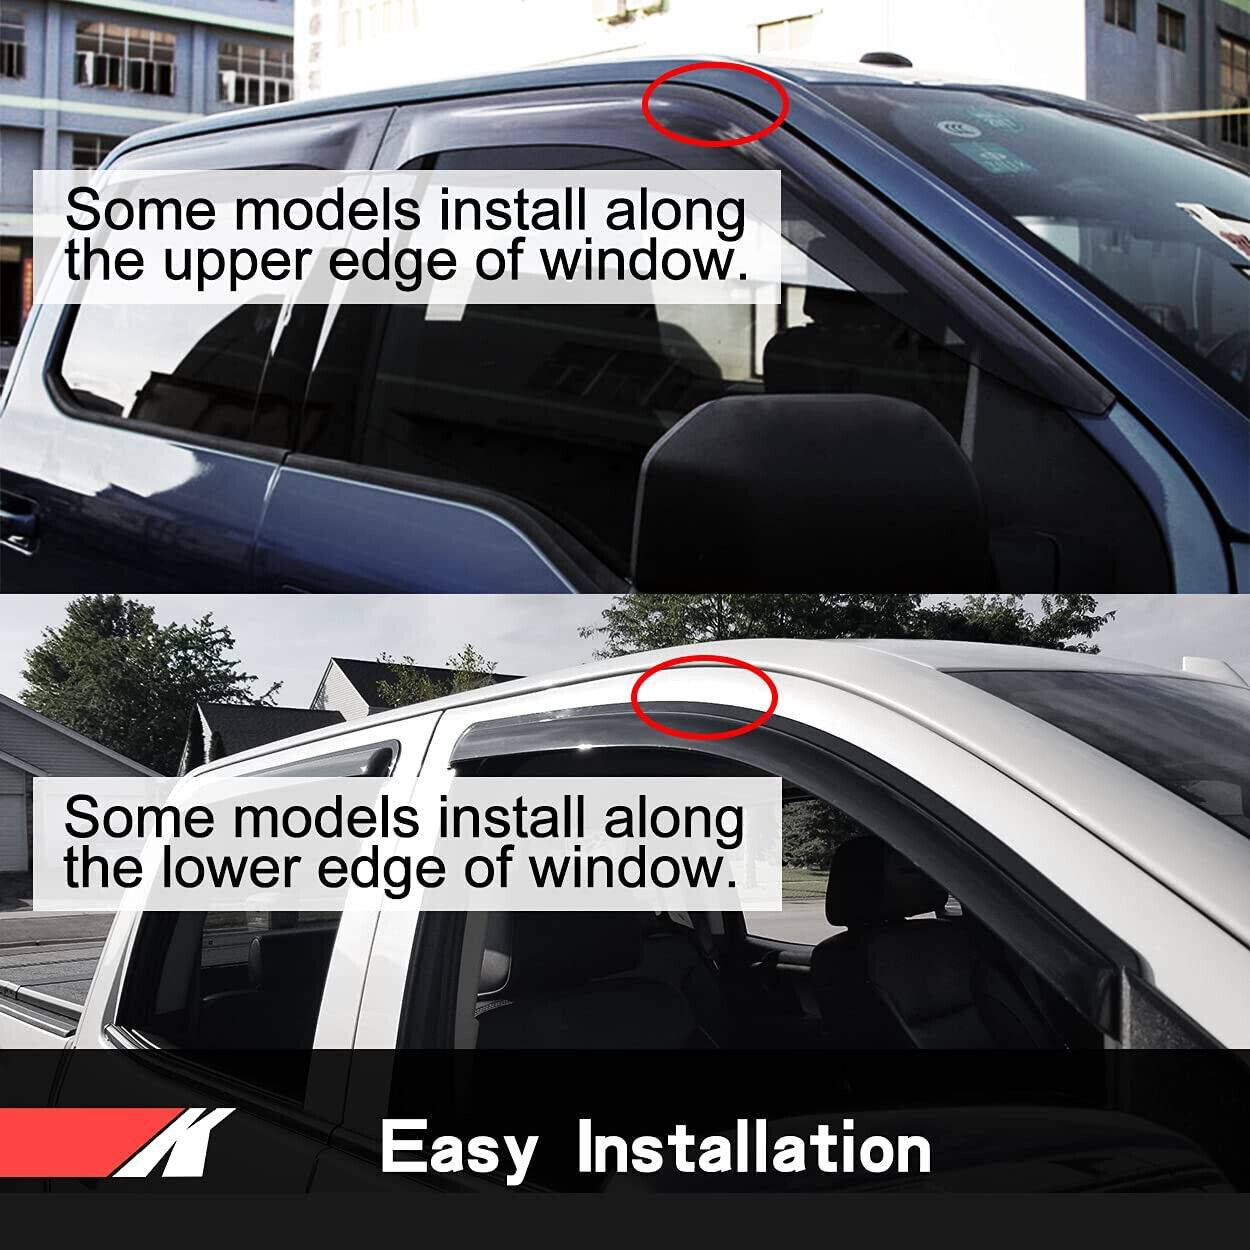 Some models install along
the upper edge of window.
Some models install along
the lower edge of window.
Easy Installation